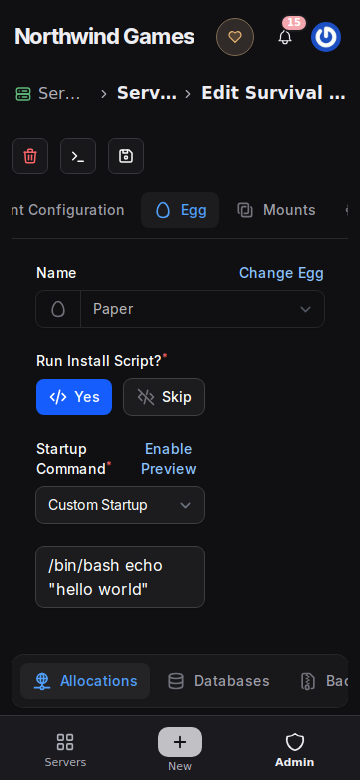 Northwind Games
15
Ser... > Serv... > Edit Survival ...
nt Configuration Egg Mounts
Name Change Egg
Paper
Run Install Script?*
Yes Skip
Startup Enable
Command* Preview
Custom Startup
/bin/bash echo
"hello world"
Allocations Databases Bac
Servers New Admin